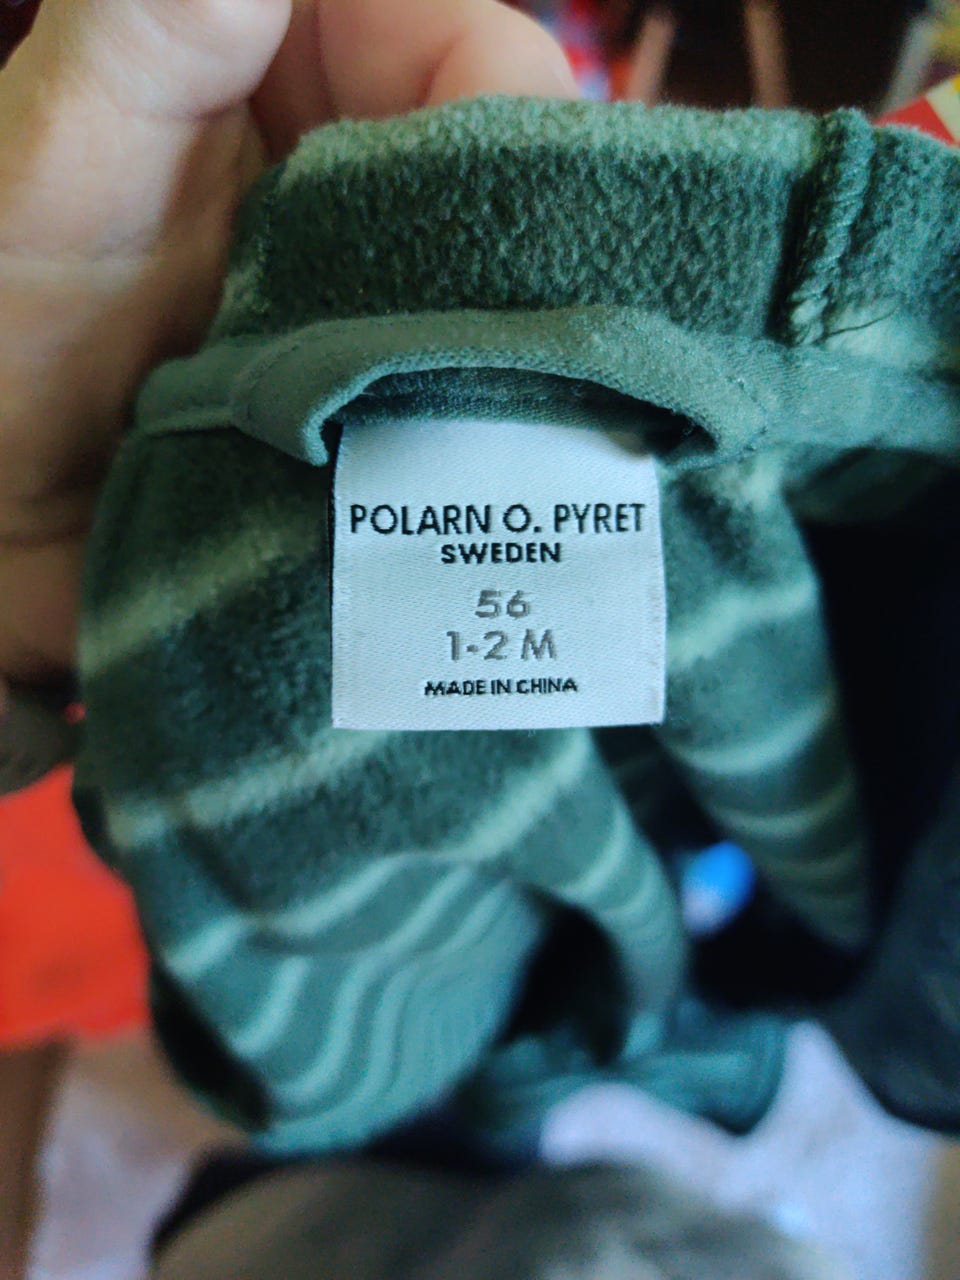 POLARN O. PYRET
SWEDEN
56
1-2 M
MADE IN CHINA